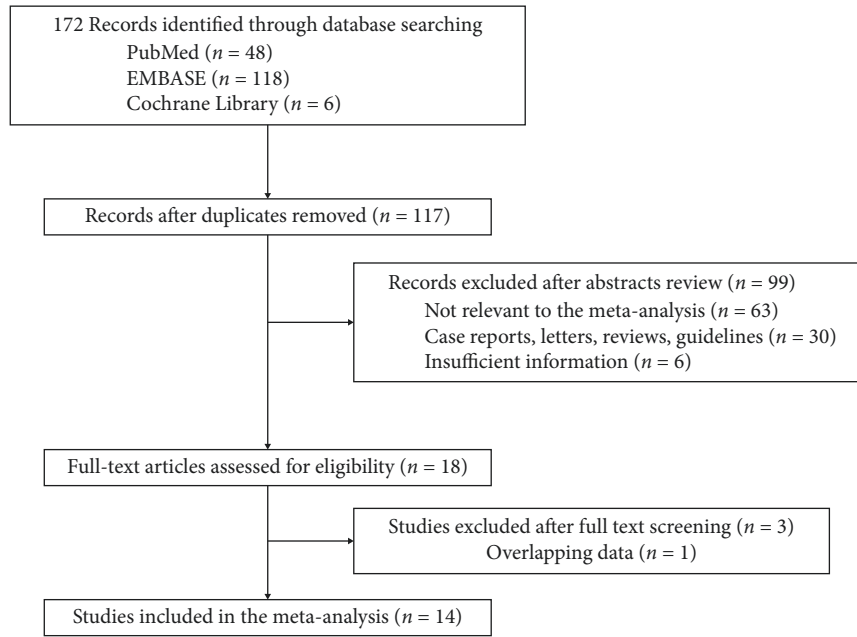 172 Records identified through database searching
PubMed (n = 48)
EMBASE (n = 118)
Cochrane Library (n = 6)
Records after duplicates removed (n = 117)
Records excluded after abstracts review (n = 99)
Not relevant to the meta-analysis (n = 63)
Case reports, letters, reviews, guidelines (n = 30)
Insufficient information (n = 6)
Full-text articles assessed for eligibility (n = 18)
Studies excluded after full text screening (n = 3)
Overlapping data (n = 1)
Studies included in the meta-analysis (n = 14)